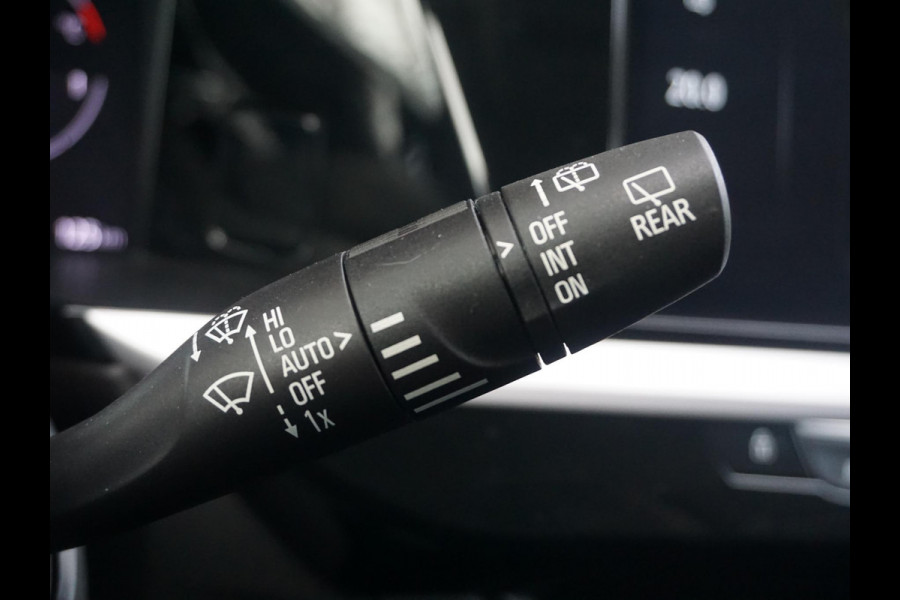 20.0
REAR
OFF
INT
ON
HI
LO
AUTO
OFF
1x